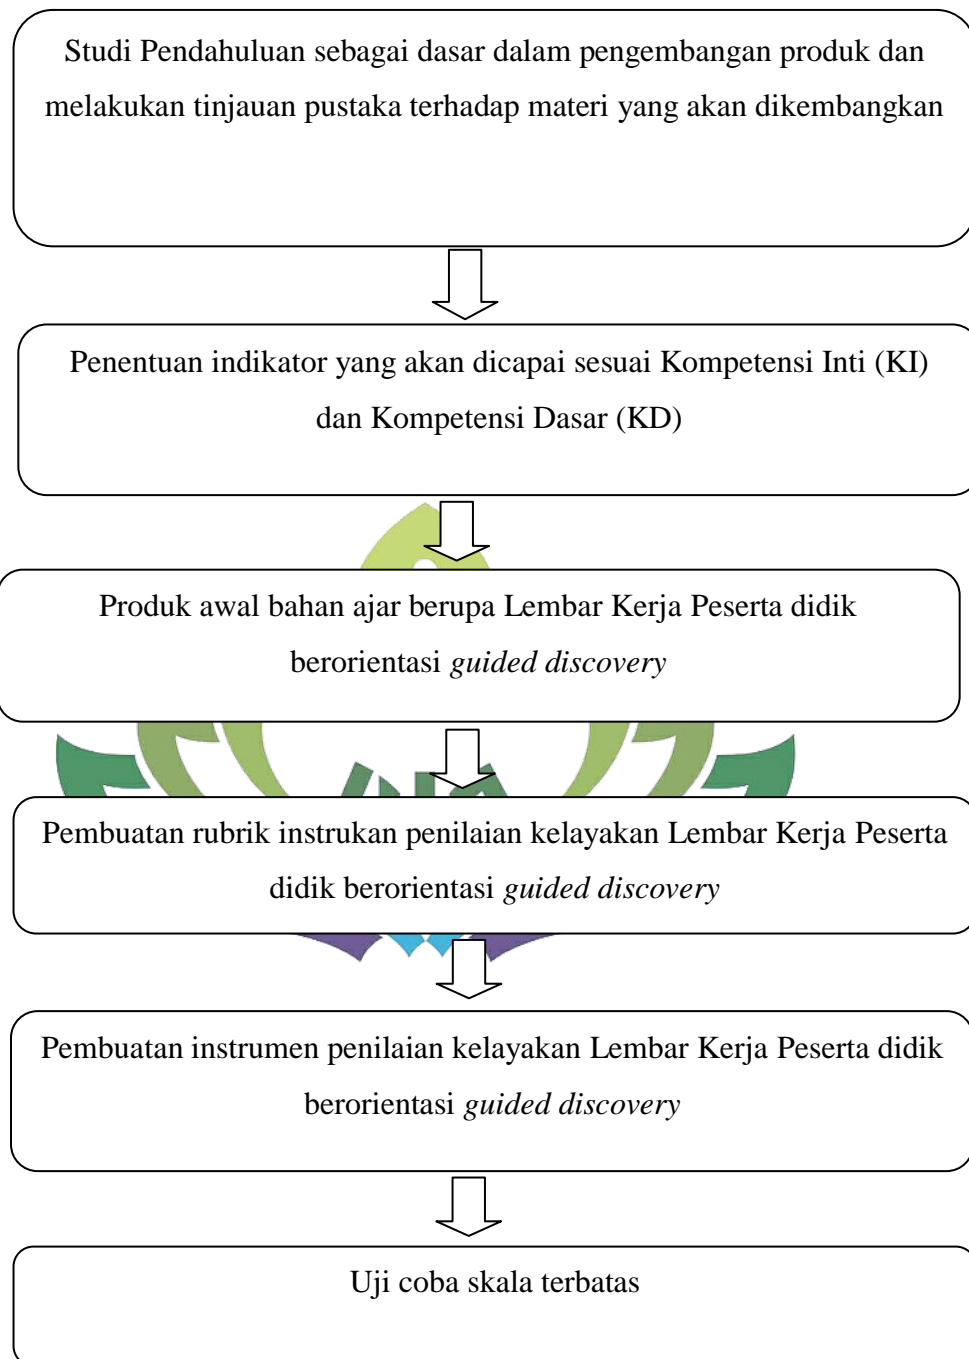 Studi Pendahuluan sebagai dasar dalam pengembangan produk dan
melakukan tinjauan pustaka terhadap materi yang akan dikembangkan
Penentuan indikator yang akan dicapai sesuai Kompetensi Inti (KI)
dan Kompetensi Dasar (KD)
Produk awal bahan ajar berupa Lembar Kerja Peserta didik
berorientasi guided discovery
Pembuatan rubrik instrukan penilaian kelayakan Lembar Kerja Peserta
didik berorientasi guided discovery
Pembuatan instrumen penilaian kelayakan Lembar Kerja Peserta didik
berorientasi guided discovery
Uji coba skala terbatas